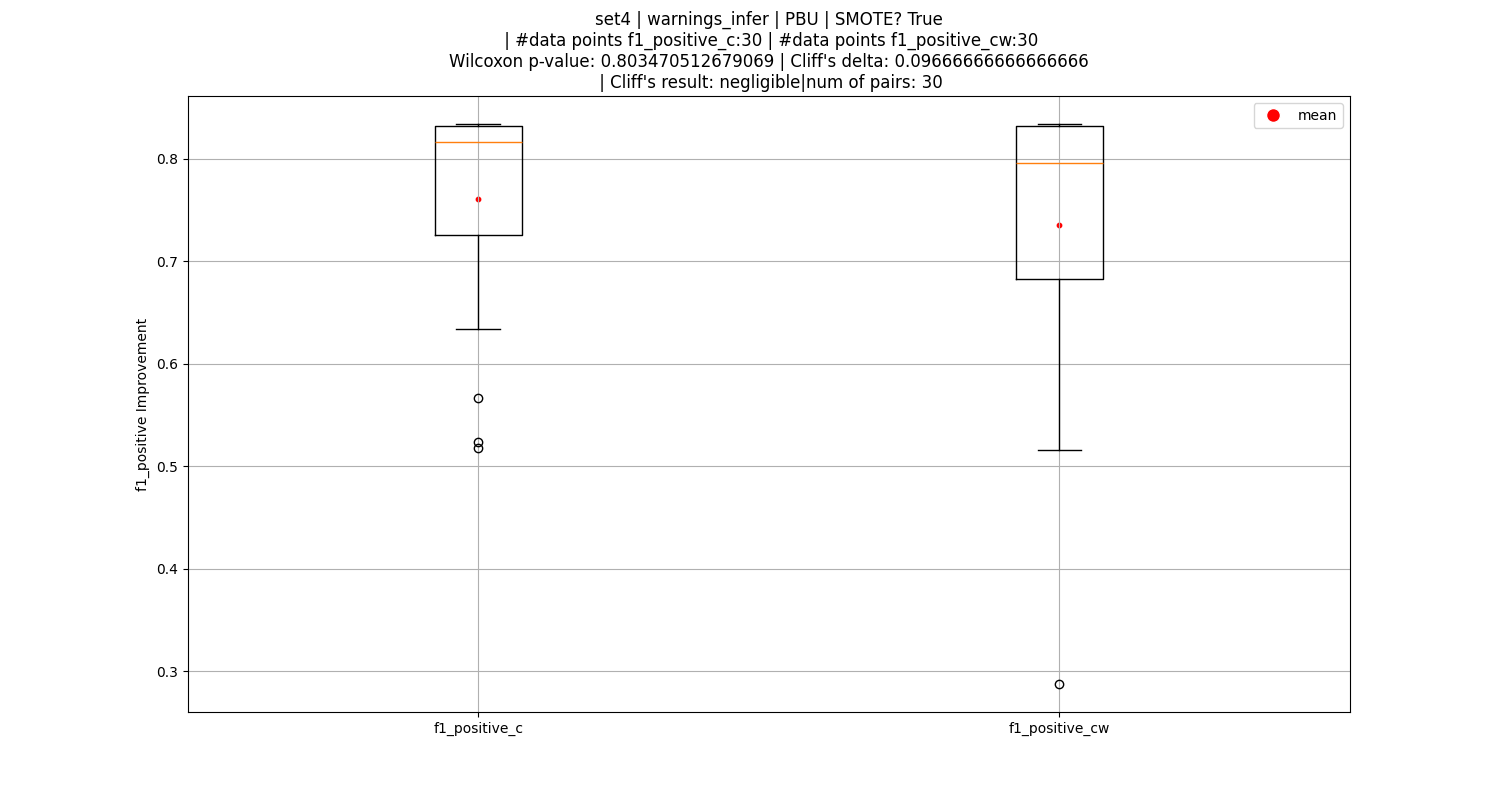 set4 | warnings_infer | PBU | SMOTE? True
| #data points f1_positive_c:30 | #data points f1_positive_cw:30
Wilcoxon p-value: 0.803470512679069 | Cliff's delta: 0.09666666666666666
| Cliff's result: negligible|num of pairs: 30
mean
0.8
0.7
0.6
0.5
0.4
0.3
f1_positive Improvement
f1_positive_c
f1_positive_cw